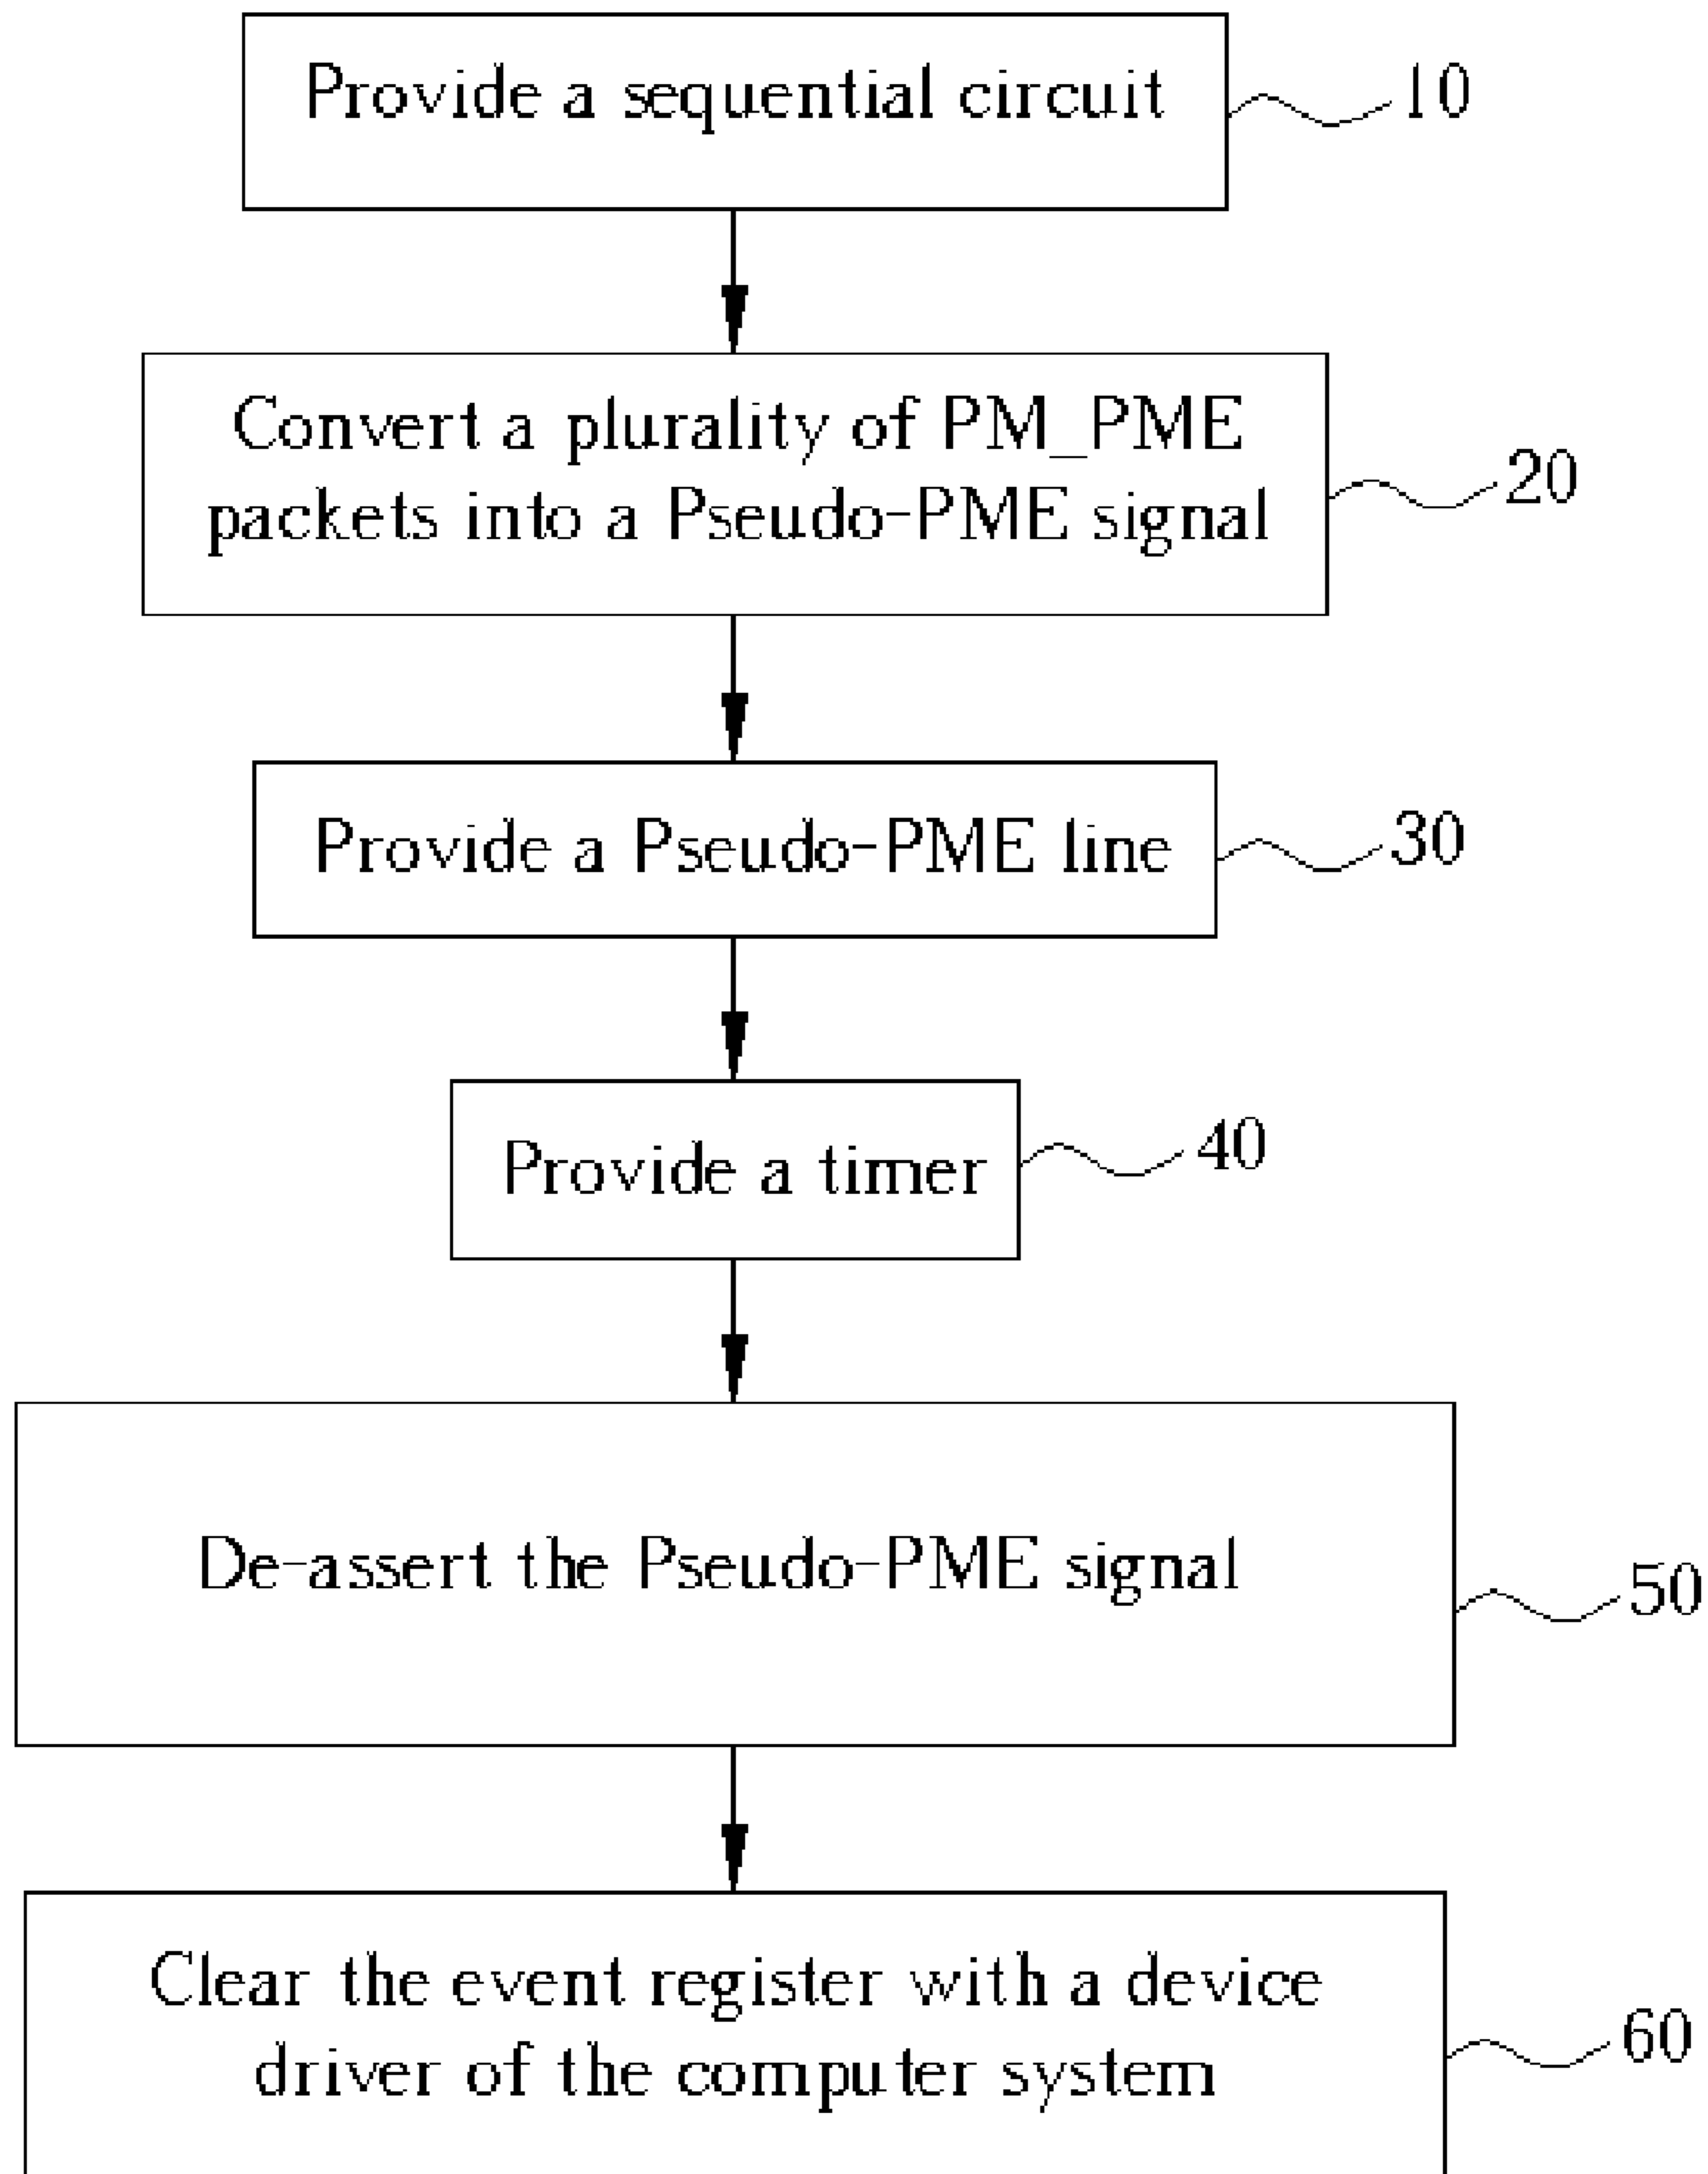 Provide a sequential circuit
10
Convert a plurality of PM_PME
packets into a Pseudo-PME signal
20
Provide a Pseudo-PME line
30
Provide a timer
40
De-assert the Pseudo-PME signal
50
Clear the event register with a device
driver of the computer system
60